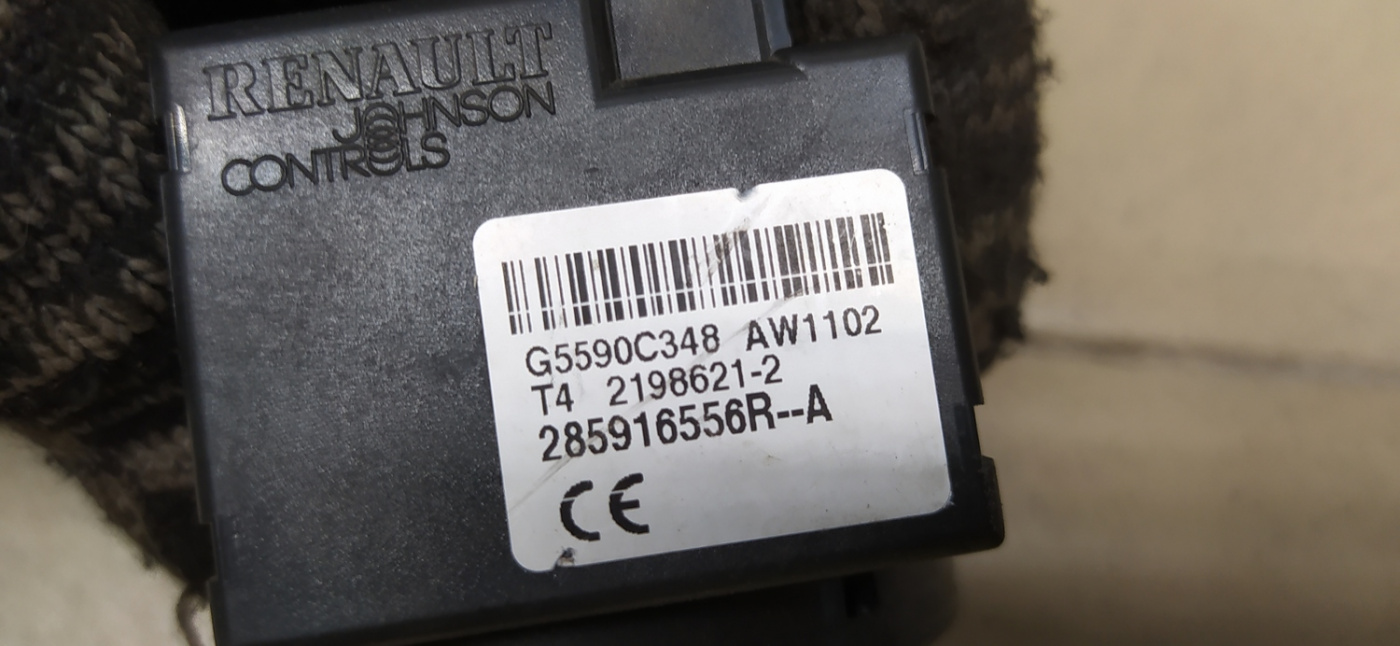 RENAULT
JOHNSON
CONTROLS
G5590C348 AW1102
T4 2198621-2
285916556R--A
CE